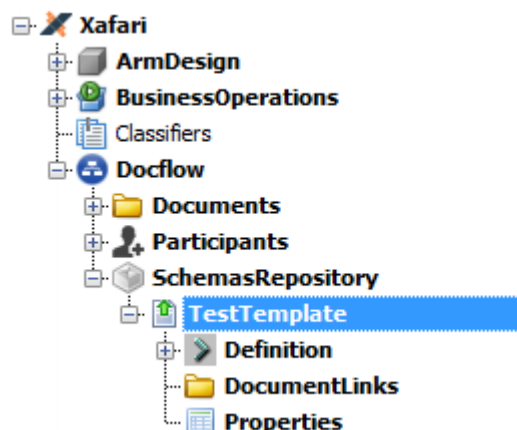 Xafari
ArmDesign
BusinessOperations
Classifiers
Docflow
Documents
Participants
SchemasRepository
TestTemplate
Definition
DocumentLinks
Properties